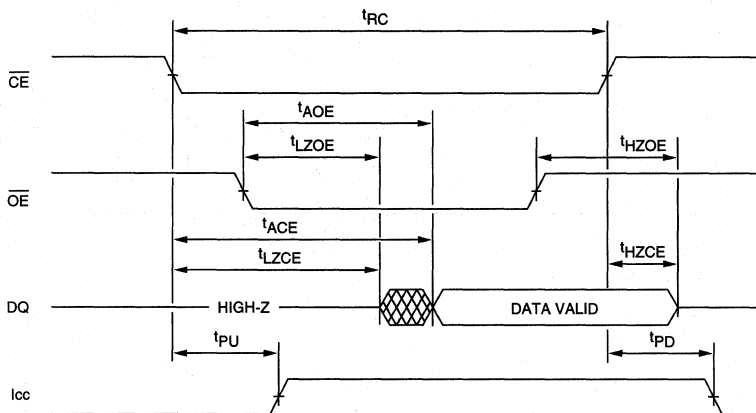 tRC
CE
tAOE
tLZOE
tHZOE
OE
tACE
tLZCE
tHZCE
DQ
HIGH-Z
DATA VALID
tPU
tPD
Icc